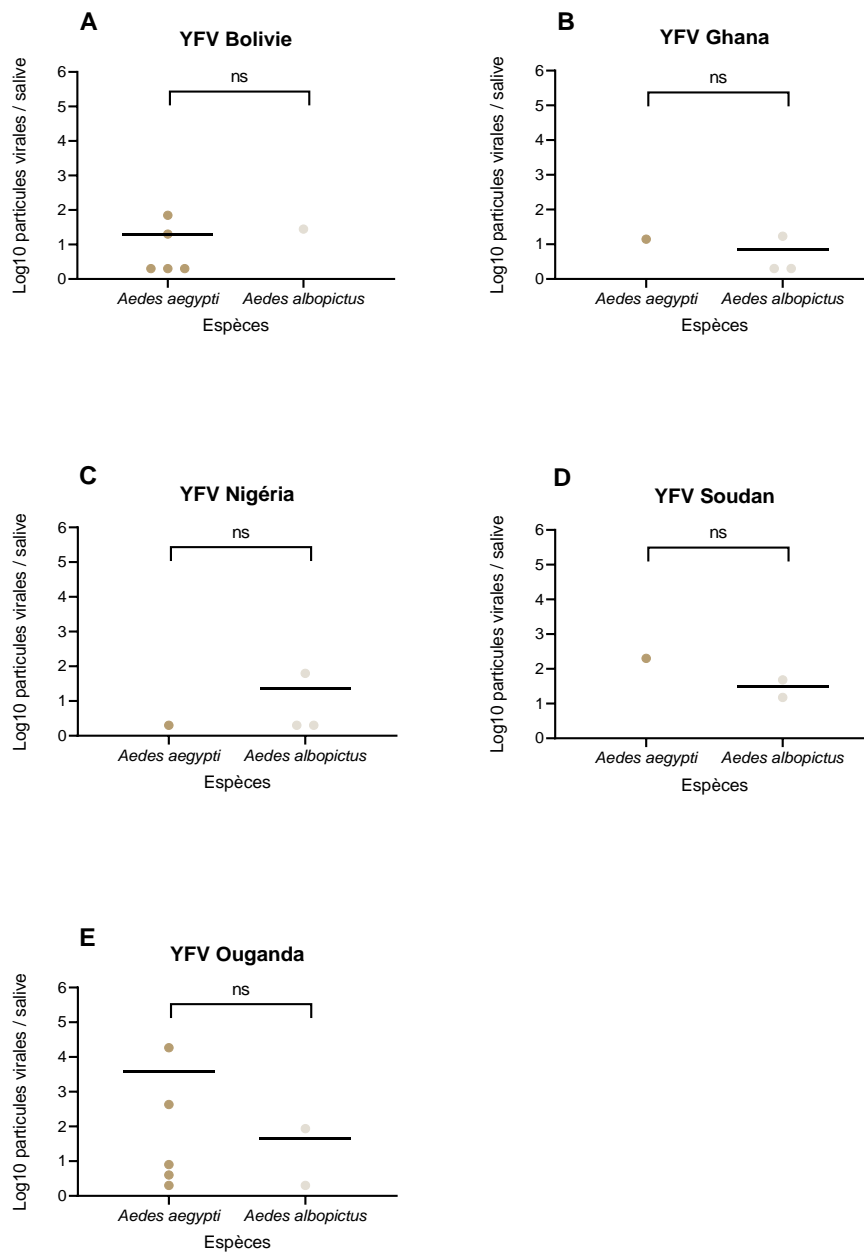 A
YFV Bolivie
Log10 particules virales / salive
6
5
4
3
2
1
0
ns
Aedes aegypti Aedes albopictus
Espèces
B
YFV Ghana
Log10 particules virales / salive
6
5
4
3
2
1
0
ns
Aedes aegypti Aedes albopictus
Espèces
C
YFV Nigéria
Log10 particules virales / salive
6
5
4
3
2
1
0
ns
Aedes aegypti Aedes albopictus
Espèces
D
YFV Soudan
Log10 particules virales / salive
6
5
4
3
2
1
0
ns
Aedes aegypti Aedes albopictus
Espèces
E
YFV Ouganda
Log10 particules virales / salive
6
5
4
3
2
1
0
ns
Aedes aegypti Aedes albopictus
Espèces